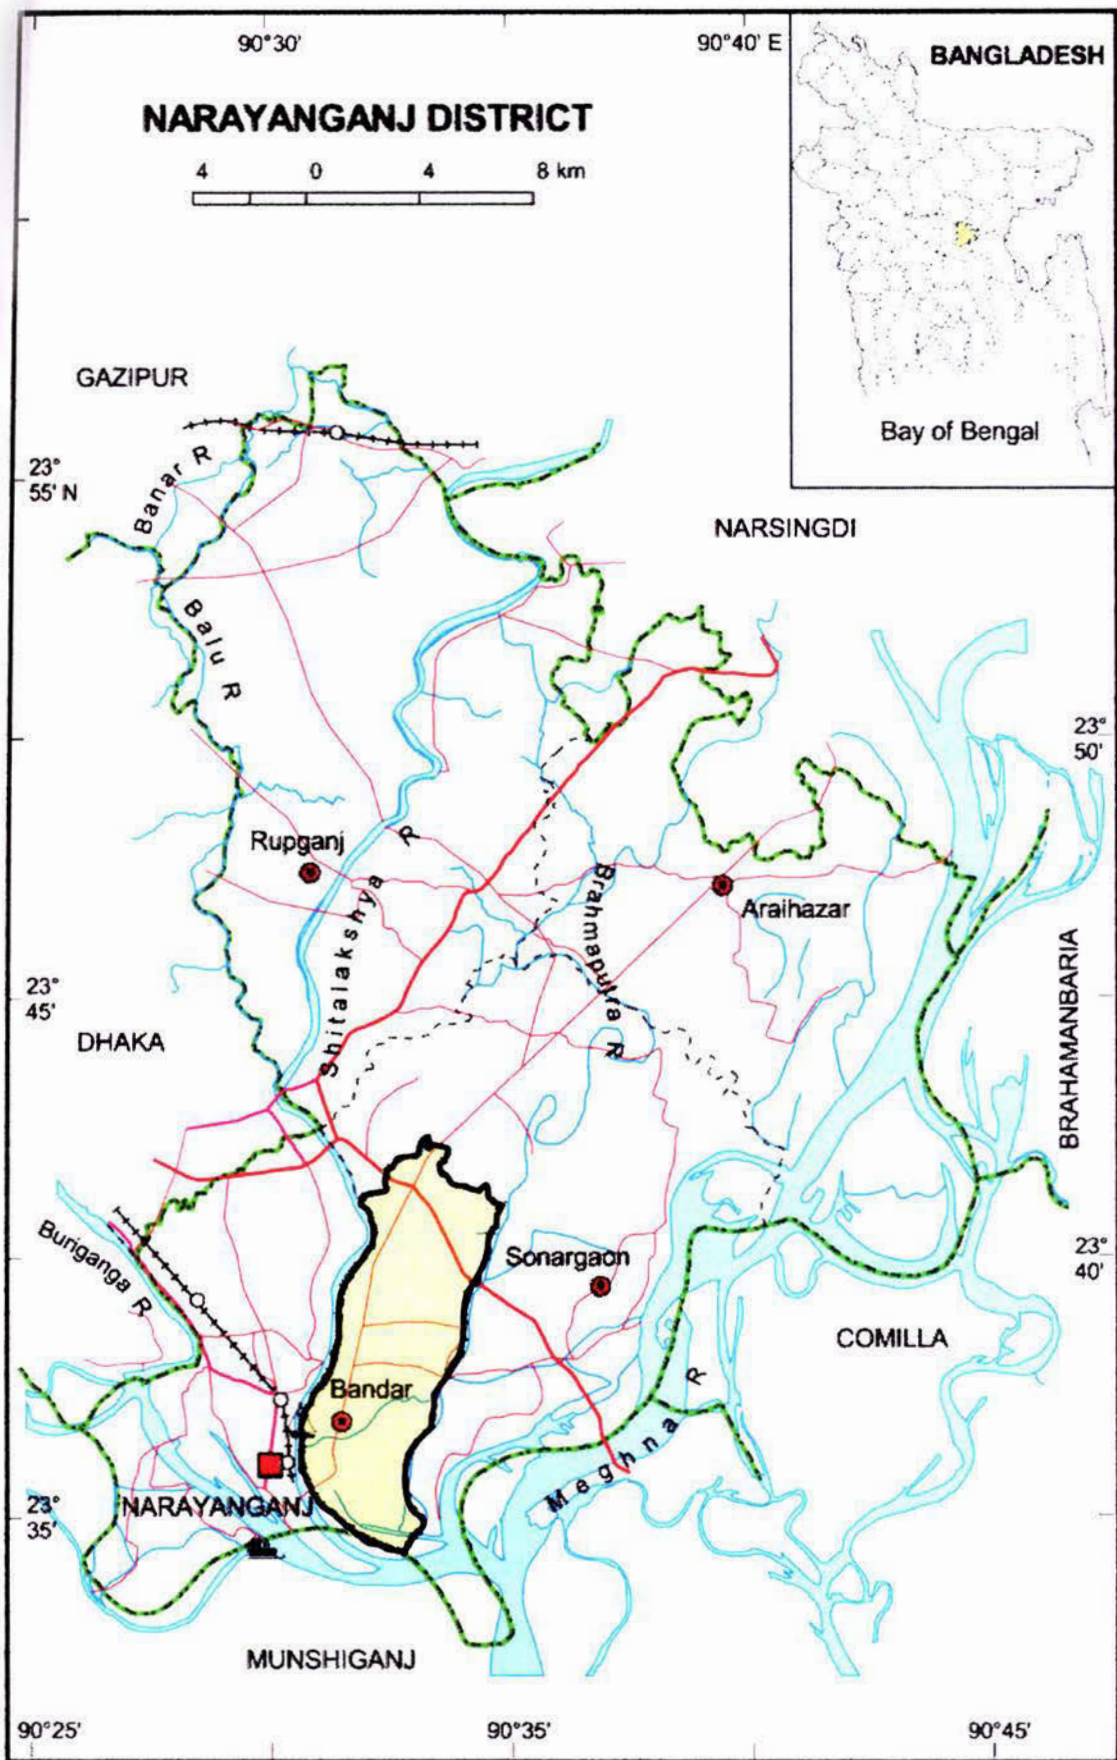 90°30'
90°40' E
BANGLADESH
NARAYANGANJ DISTRICT
4 0 4 8 km
GAZIPUR
Bay of Bengal
23°
55' N
Banar R
NARSINGDI
Balu R
23°
50'
Rupganj
Shitalakshya R
Brahmaputra R
Araihazar
23°
45'
DHAKA
BRAHAMANBARIA
Buriganga R
Sonargaon
23°
40'
COMILLA
Bandar
Meghna R
NARAYANGANJ
23°
35'
MUNSHIGANJ
90°25'
90°35'
90°45'